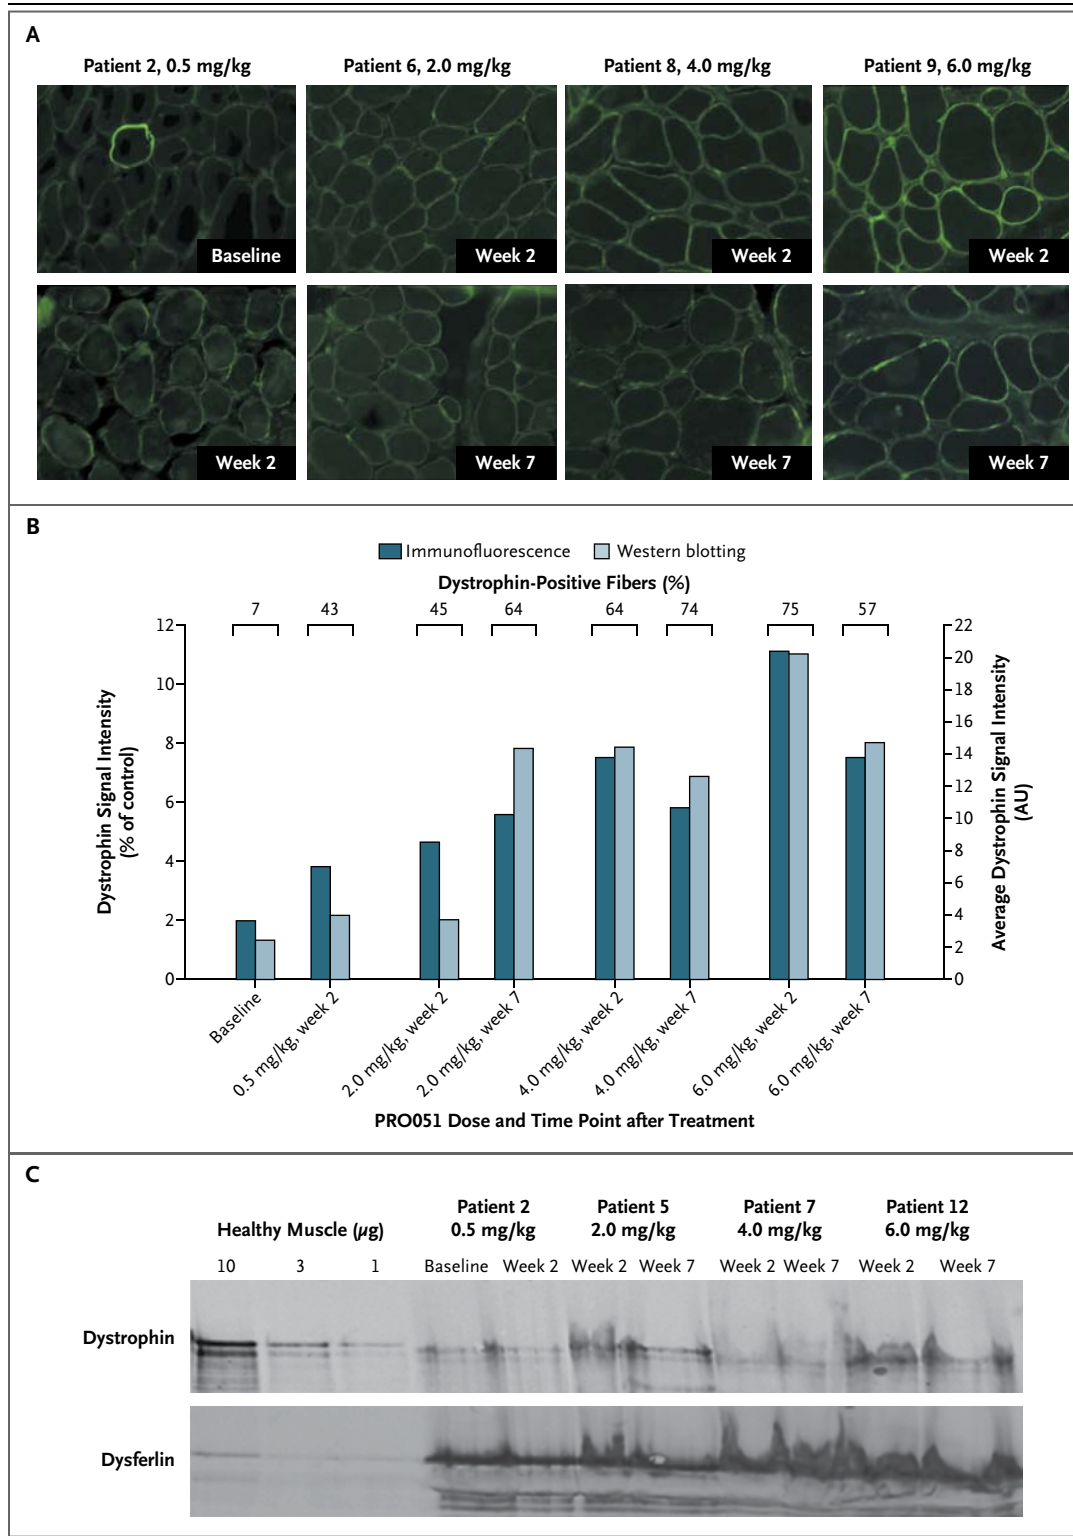 A
Patient 2, 0.5 mg/kg
Patient 6, 2.0 mg/kg
Patient 8, 4.0 mg/kg
Patient 9, 6.0 mg/kg
Baseline
Week 2
Week 2
Week 2
Week 2
Week 7
Week 7
Week 7
B
Immunofluorescence
Western blotting
Dystrophin-Positive Fibers (%)
7 43 45 64 64 74 75 57
Dystrophin Signal Intensity
(% of control)
12
10
8
6
4
2
0
22
20
18
16
14
12
10
8
6
4
2
0
Average Dystrophin Signal Intensity
(AU)
Baseline
0.5 mg/kg, week 2
2.0 mg/kg, week 2
2.0 mg/kg, week 7
4.0 mg/kg, week 2
4.0 mg/kg, week 7
6.0 mg/kg, week 2
6.0 mg/kg, week 7
PRO051 Dose and Time Point after Treatment
C
Healthy Muscle (µg)
Patient 2
0.5 mg/kg
Patient 5
2.0 mg/kg
Patient 7
4.0 mg/kg
Patient 12
6.0 mg/kg
10 3 1 Baseline Week 2 Week 2 Week 7 Week 2 Week 7 Week 2 Week 7
Dystrophin
Dysferlin